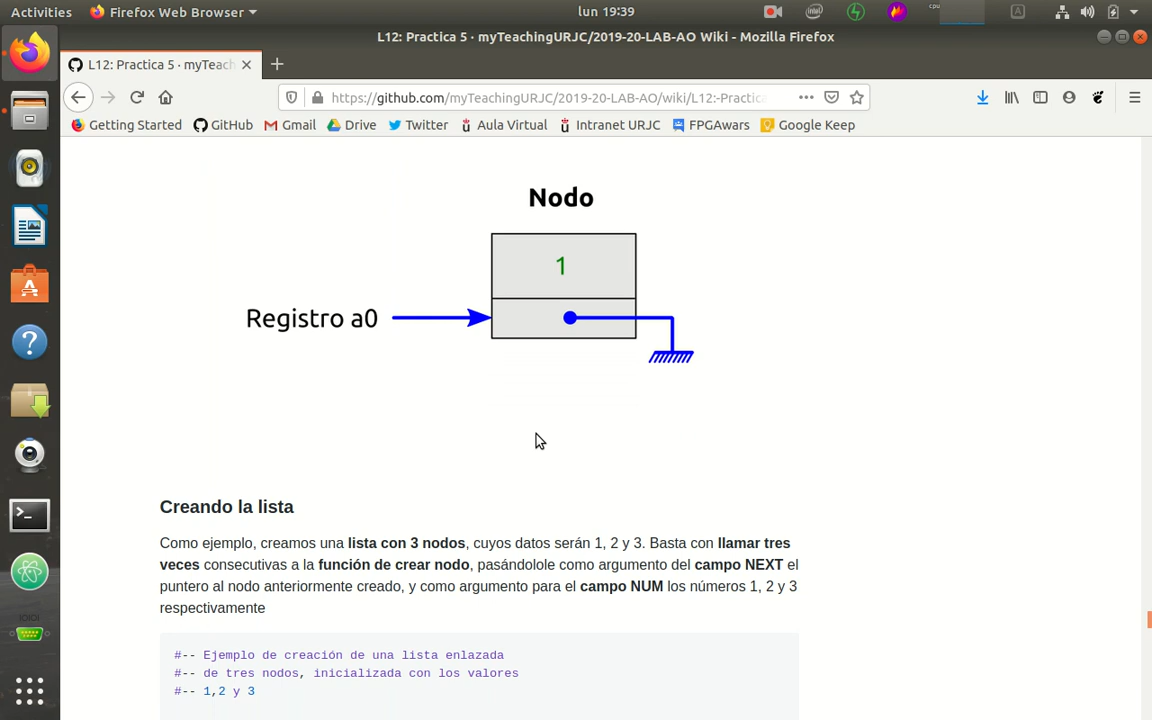 Activities Firefox Web Browser lun 19:39 cpu A
L12: Practica 5 · myTeachingURJC/2019-20-LAB-AO Wiki - Mozilla Firefox
L12: Practica 5 · myTeach
https://github.com/myTeachingURJC/2019-20-LAB-AO/wiki/L12:-Practica
Getting Started GitHub Gmail Drive Twitter Aula Virtual Intranet URJC FPGAwars Google Keep
Nodo
1
Registro a0
Creando la lista
Como ejemplo, creamos una lista con 3 nodos, cuyos datos serán 1, 2 y 3. Basta con llamar tres
veces consecutivas a la función de crear nodo, pasándolole como argumento del campo NEXT el
puntero al nodo anteriormente creado, y como argumento para el campo NUM los números 1, 2 y 3
respectivamente
#-- Ejemplo de creación de una lista enlazada
#-- de tres nodos, inicializada con los valores
#-- 1,2 y 3